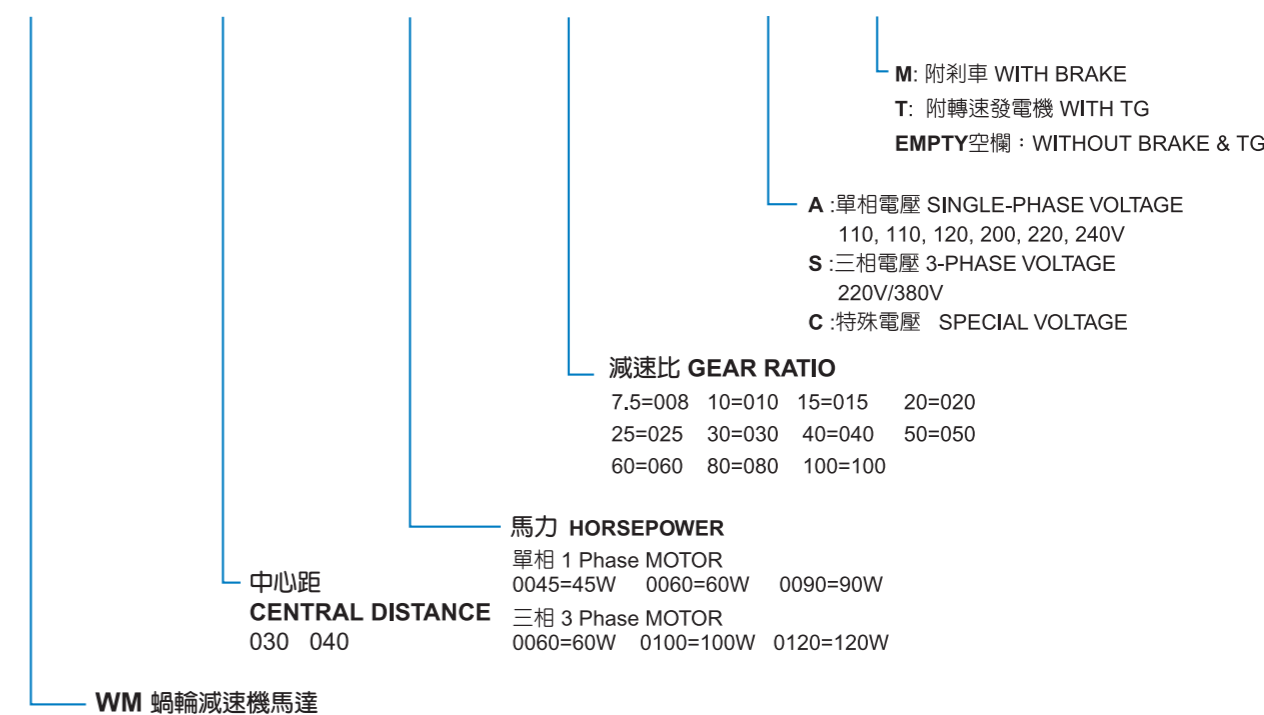 M: 附剎車 WITH BRAKE
T: 附轉速發電機 WITH TG
EMPTY空欄：WITHOUT BRAKE & TG
A :單相電壓 SINGLE-PHASE VOLTAGE
110, 110, 120, 200, 220, 240V
S :三相電壓 3-PHASE VOLTAGE
220V/380V
C :特殊電壓 SPECIAL VOLTAGE
減速比 GEAR RATIO
7.5=008 10=010 15=015 20=020
25=025 30=030 40=040 50=050
60=060 80=080 100=100
馬力 HORSEPOWER
單相 1 Phase MOTOR
0045=45W 0060=60W 0090=90W
三相 3 Phase MOTOR
0060=60W 0100=100W 0120=120W
中心距
CENTRAL DISTANCE
030 040
WM 蝸輪減速機馬達